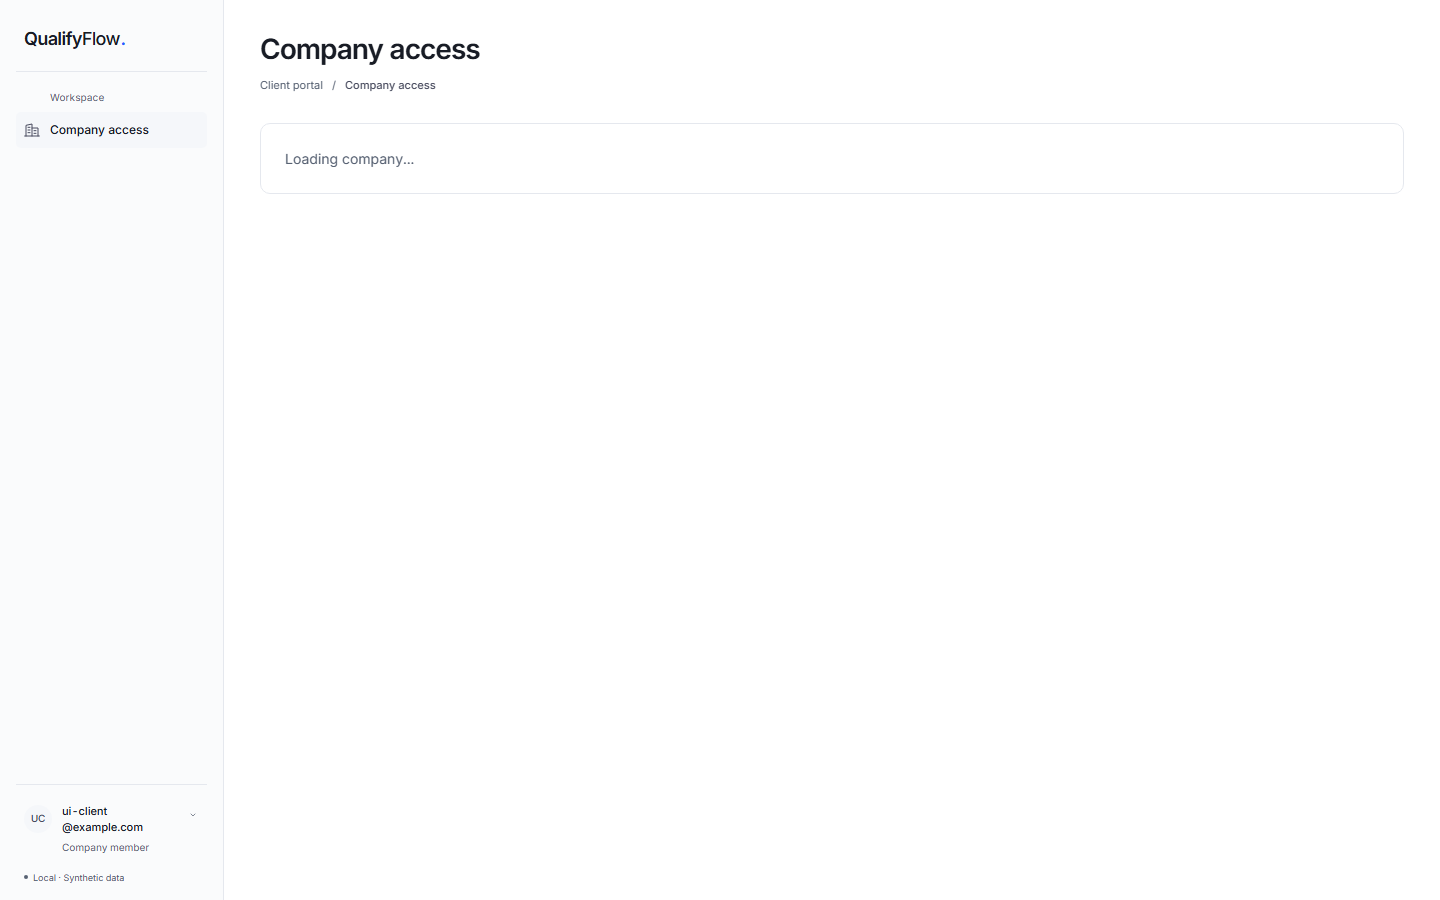 QualifyFlow.
Workspace
Company access
Company access
Client portal / Company access
Loading company...
UC
ui-client
@example.com
Company member
Local · Synthetic data